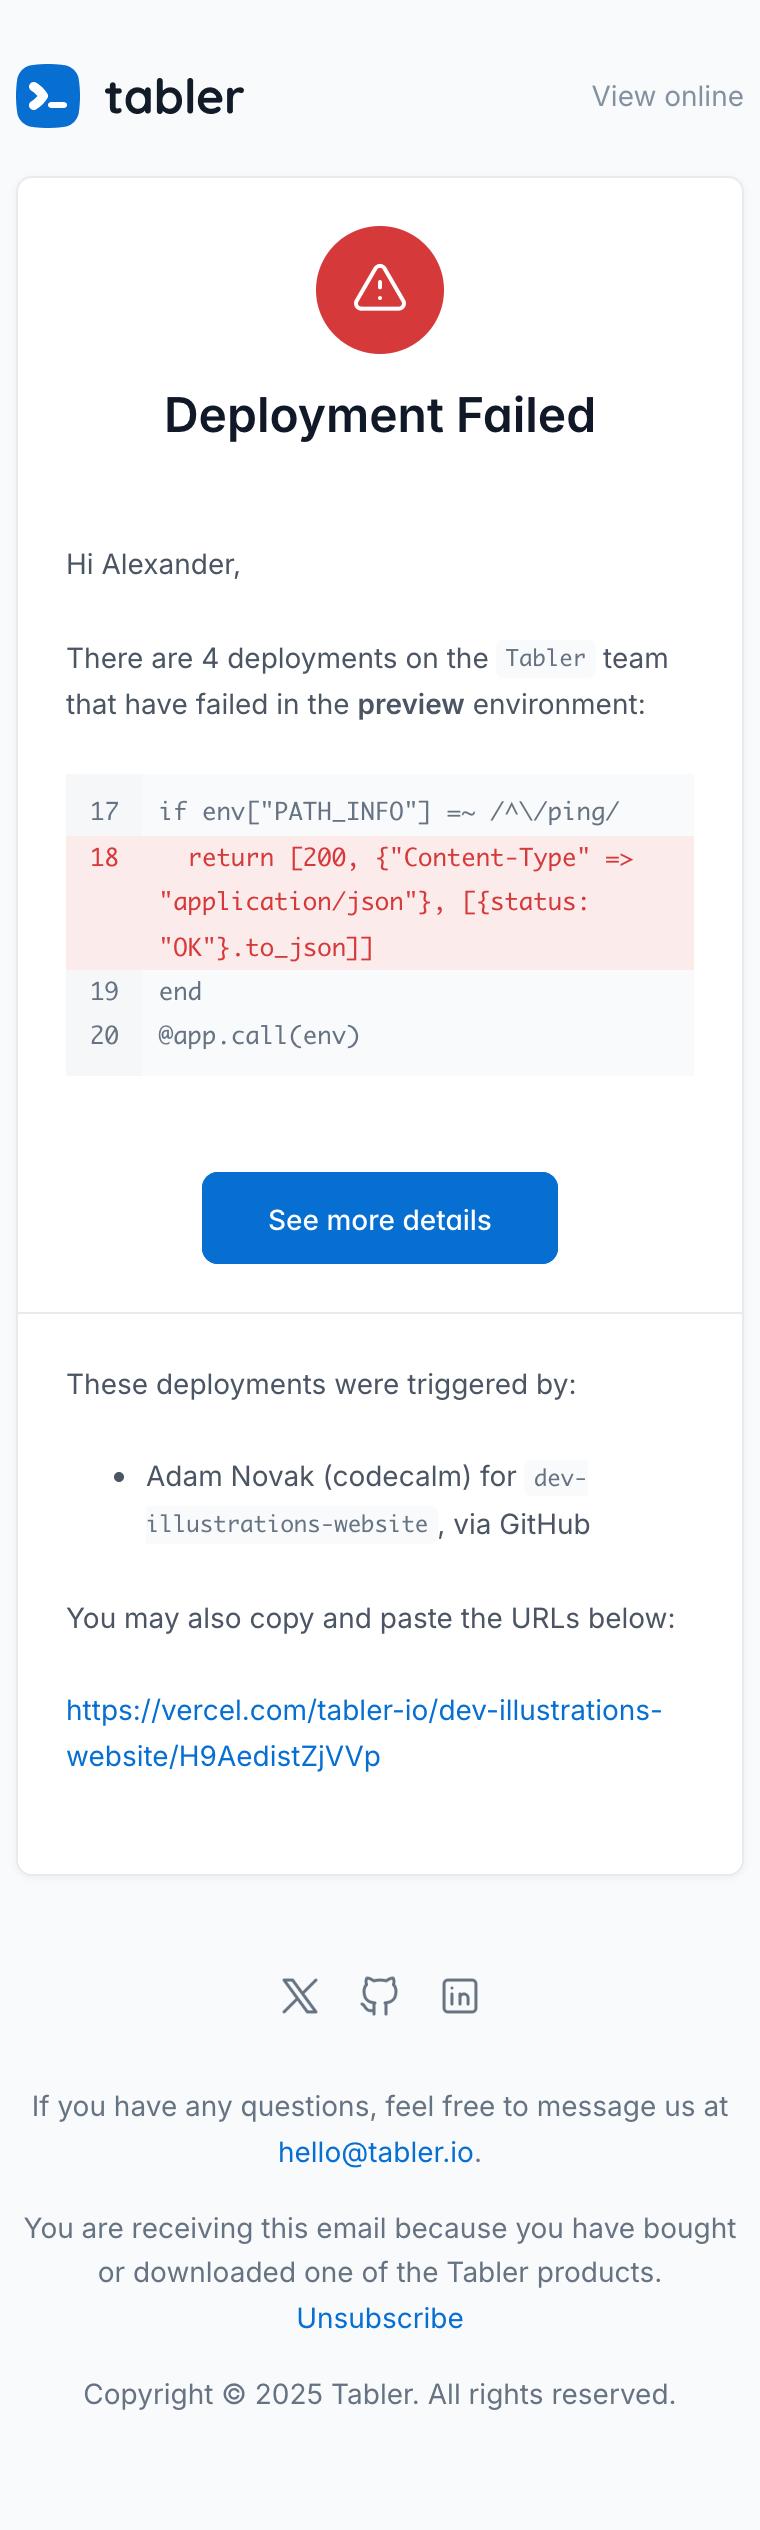 tabler
View online
Deployment Failed
Hi Alexander,
There are 4 deployments on the Tabler team
that have failed in the preview environment:
17 if env["PATH_INFO"] =~ /^\/ping/
18   return [200, {"Content-Type" =>
"application/json"}, [{status:
"OK"}.to_json]]
19 end
20 @app.call(env)
See more details
These deployments were triggered by:
• Adam Novak (codecalm) for dev-
illustrations-website , via GitHub
You may also copy and paste the URLs below:
https://vercel.com/tabler-io/dev-illustrations-
website/H9AedistZjVVp
If you have any questions, feel free to message us at
hello@tabler.io.
You are receiving this email because you have bought
or downloaded one of the Tabler products.
Unsubscribe
Copyright © 2025 Tabler. All rights reserved.